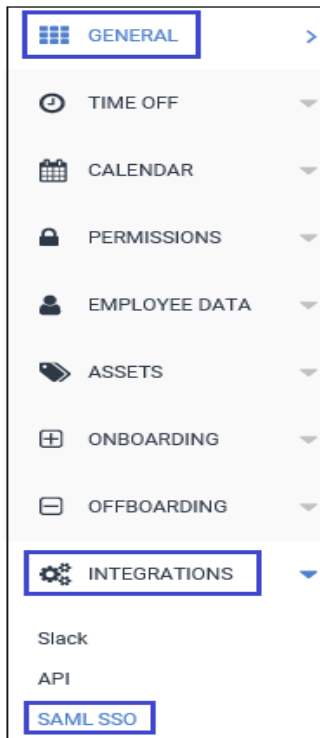 GENERAL
TIME OFF
CALENDAR
PERMISSIONS
EMPLOYEE DATA
ASSETS
ONBOARDING
OFFBOARDING
INTEGRATIONS
Slack
API
SAML SSO